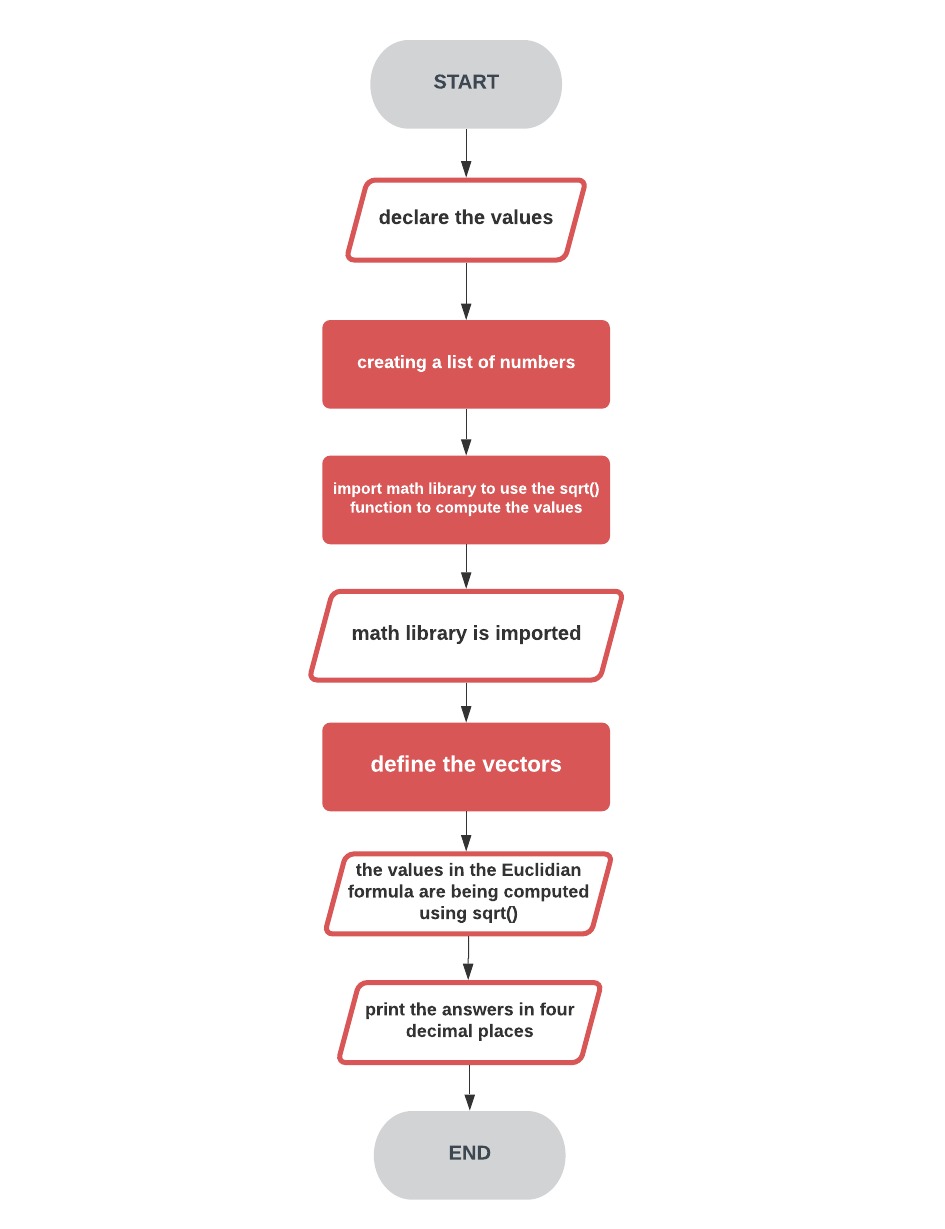 START
declare the values
creating a list of numbers
import math library to use the sqrt()
function to compute the values
math library is imported
define the vectors
the values in the Euclidian
formula are being computed
using sqrt()
print the answers in four
decimal places
END